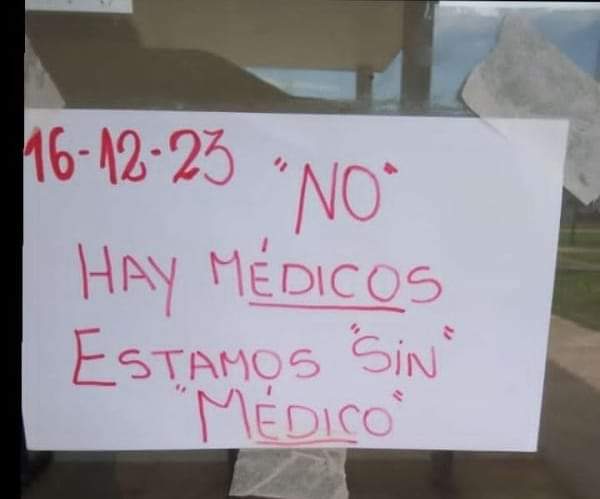 16-12-23 "NO"
HAY MÉDICOS
ESTAMOS "SIN"
"MÉDICO"